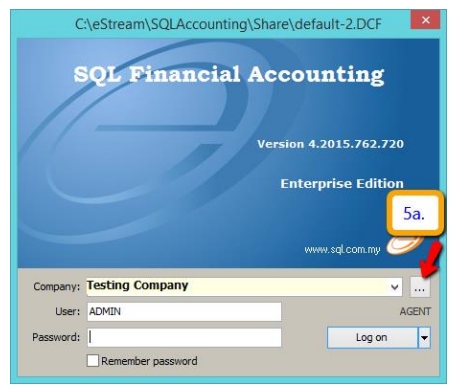 C:\eStream\SQLAccounting\Share\default-2.DCF
SQL Financial Accounting
Version 4.2015.762.720
Enterprise Edition
5a.
www.sql.com.my
Company: Testing Company ...
User: ADMIN AGENT
Password: Log on
Remember password